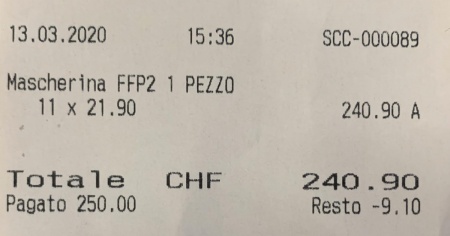 13.03.2020 15:36 SCC-000089
Mascherina FFP2 1 PEZZO
11 x 21.90 240.90 A
Totale CHF 240.90
Pagato 250.00 Resto -9.10